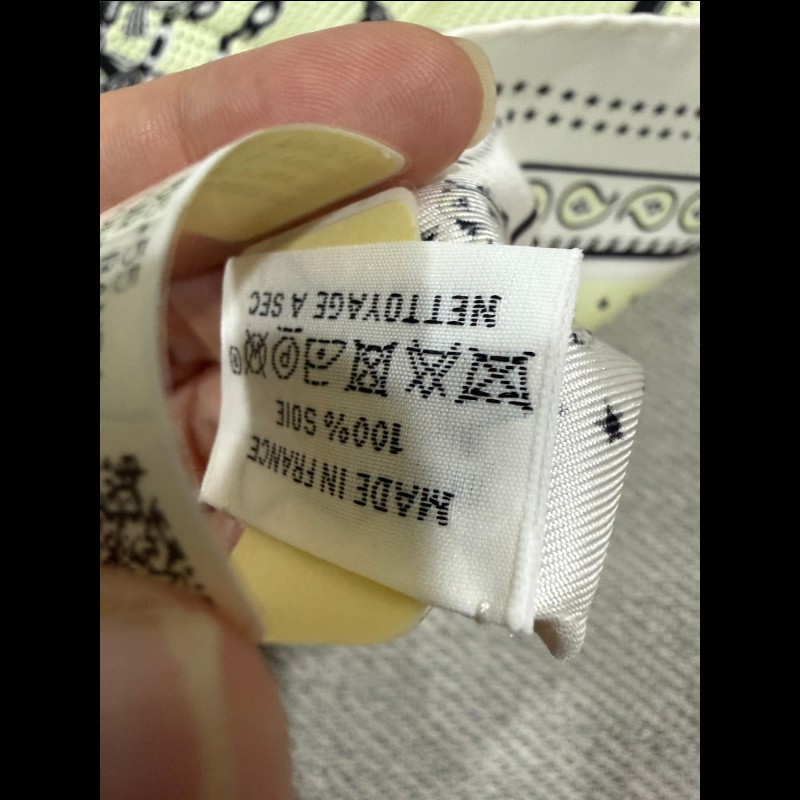 MADE IN FRANCE
100% SOIE
NETTOYAGE A SEC